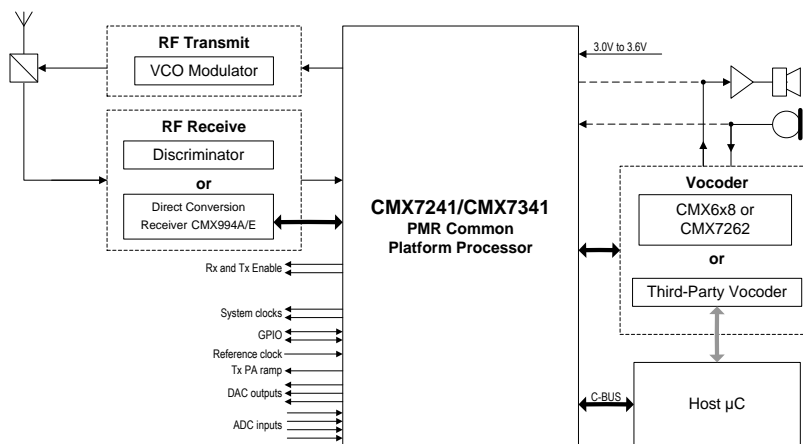 RF Transmit
VCO Modulator
RF Receive
Discriminator
or
Direct Conversion
Receiver CMX994A/E
Rx and Tx Enable
System clocks
GPIO
Reference clock
Tx PA ramp
DAC outputs
ADC inputs
CMX7241/CMX7341
PMR Common
Platform Processor
3.0V to 3.6V
Vocoder
CMX6x8 or
CMX7262
or
Third-Party Vocoder
C-BUS
Host µC